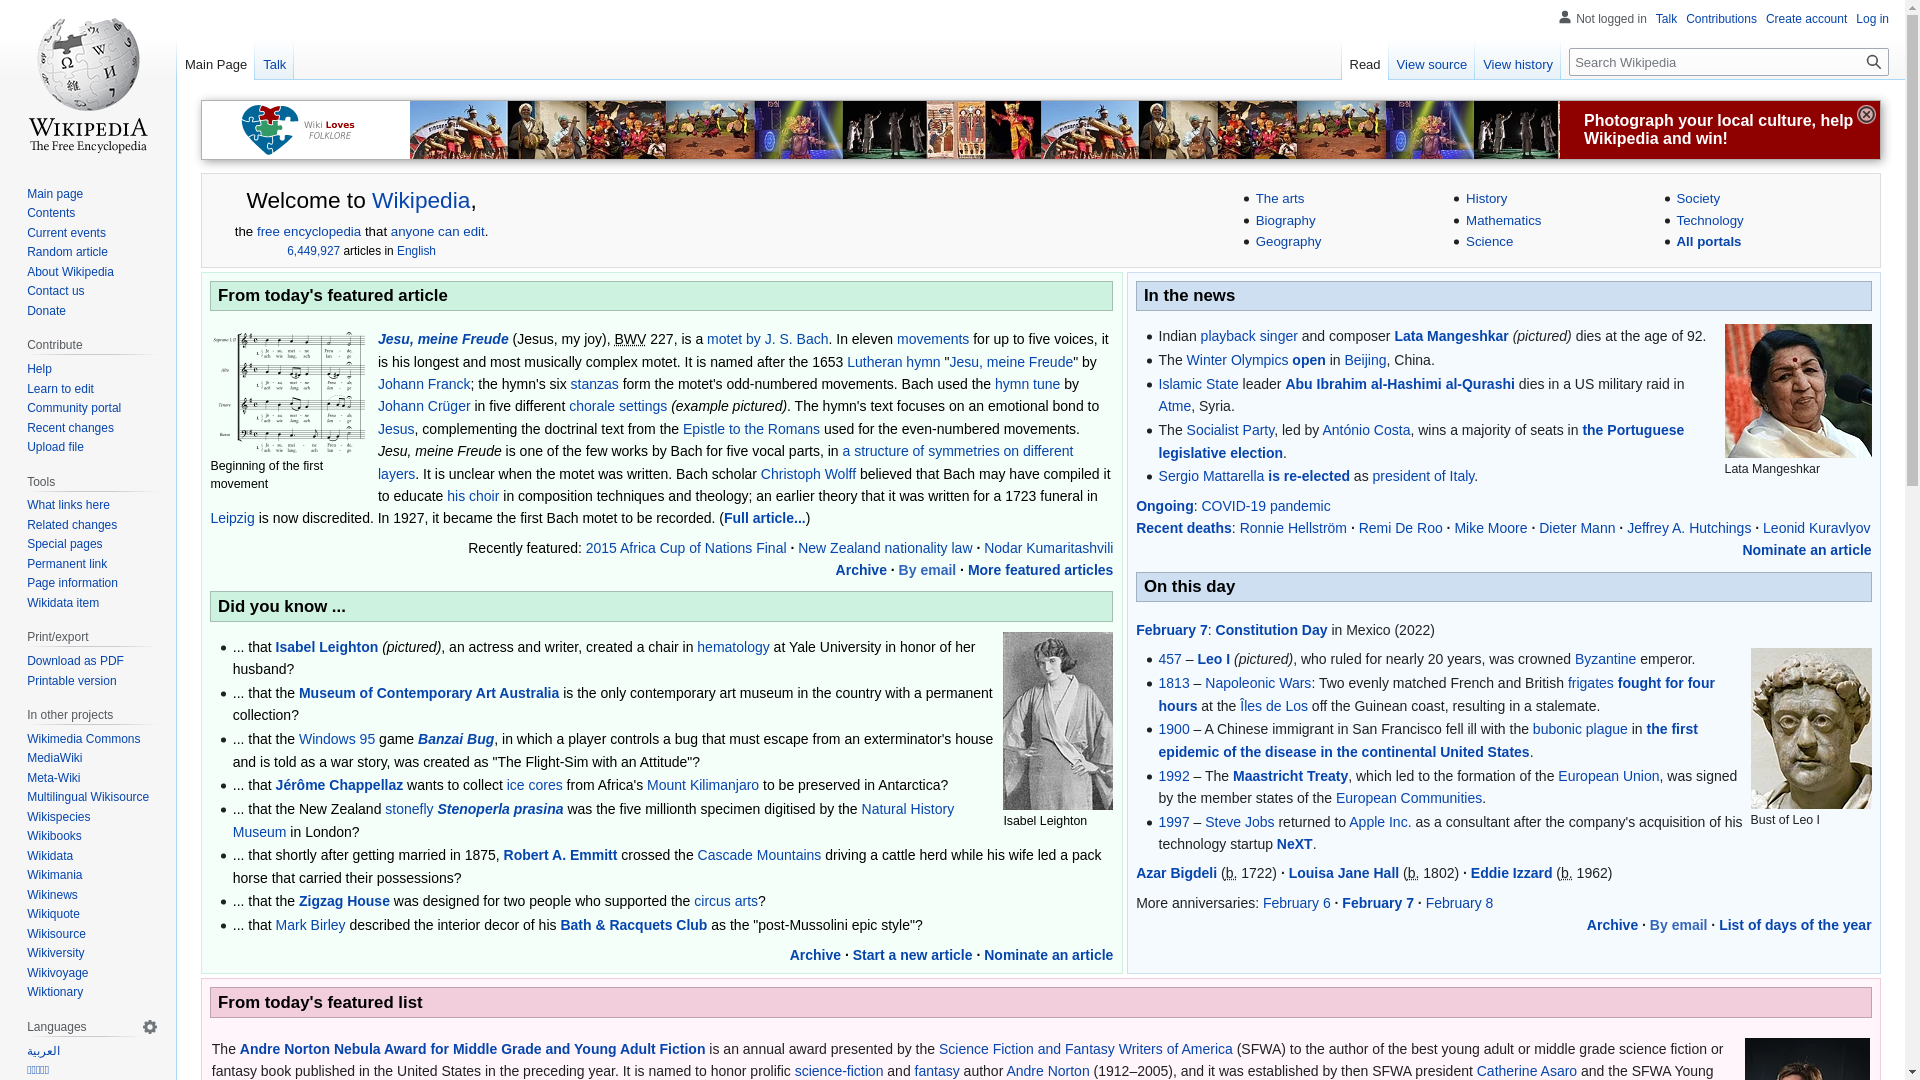 Not logged in Talk Contributions Create account Log in
Main Page Talk
Read View source View history Search Wikipedia
WIKIPEDIA
The Free Encyclopedia
Main page
Contents
Current events
Random article
About Wikipedia
Contact us
Donate
Contribute
Help
Learn to edit
Community portal
Recent changes
Upload file
Tools
What links here
Related changes
Special pages
Permanent link
Page information
Wikidata item
Print/export
Download as PDF
Printable version
In other projects
Wikimedia Commons
MediaWiki
Meta-Wiki
Multilingual Wikisource
Wikispecies
Wikibooks
Wikidata
Wikimania
Wikinews
Wikiquote
Wikisource
Wikiversity
Wikivoyage
Wiktionary
Languages
العربية
Wiki Loves
FOLKLORE
Photograph your local culture, help
Wikipedia and win!
Welcome to Wikipedia,
the free encyclopedia that anyone can edit.
6,449,927 articles in English
The arts
Biography
Geography
History
Mathematics
Science
Society
Technology
All portals
From today's featured article
Beginning of the first
movement
Jesu, meine Freude (Jesus, my joy), BWV 227, is a motet by J. S. Bach. In eleven movements for up to five voices, it
is his longest and most musically complex motet. It is named after the 1653 Lutheran hymn "Jesu, meine Freude" by
Johann Franck; the hymn's six stanzas form the motet's odd-numbered movements. Bach used the hymn tune by
Johann Crüger in five different chorale settings (example pictured). The hymn's text focuses on an emotional bond to
Jesus, complementing the doctrinal text from the Epistle to the Romans used for the even-numbered movements.
Jesu, meine Freude is one of the few works by Bach for five vocal parts, in a structure of symmetries on different
layers. It is unclear when the motet was written. Bach scholar Christoph Wolff believed that Bach may have compiled it
to educate his choir in composition techniques and theology; an earlier theory that it was written for a 1723 funeral in
Leipzig is now discredited. In 1927, it became the first Bach motet to be recorded. (Full article...)
Recently featured: 2015 Africa Cup of Nations Final · New Zealand nationality law · Nodar Kumaritashvili
Archive · By email · More featured articles
Did you know ...
... that Isabel Leighton (pictured), an actress and writer, created a chair in hematology at Yale University in honor of her
husband?
... that the Museum of Contemporary Art Australia is the only contemporary art museum in the country with a permanent
collection?
... that the Windows 95 game Banzai Bug, in which a player controls a bug that must escape from an exterminator's house
and is told as a war story, was created as "The Flight-Sim with an Attitude"?
... that Jérôme Chappellaz wants to collect ice cores from Africa's Mount Kilimanjaro to be preserved in Antarctica?
... that the New Zealand stonefly Stenoperla prasina was the five millionth specimen digitised by the Natural History
Museum in London?
... that shortly after getting married in 1875, Robert A. Emmitt crossed the Cascade Mountains driving a cattle herd while his wife led a pack
horse that carried their possessions?
... that the Zigzag House was designed for two people who supported the circus arts?
... that Mark Birley described the interior decor of his Bath & Racquets Club as the "post-Mussolini epic style"?
Isabel Leighton
Archive · Start a new article · Nominate an article
In the news
Indian playback singer and composer Lata Mangeshkar (pictured) dies at the age of 92.
The Winter Olympics open in Beijing, China.
Islamic State leader Abu Ibrahim al-Hashimi al-Qurashi dies in a US military raid in
Atme, Syria.
The Socialist Party, led by António Costa, wins a majority of seats in the Portuguese
legislative election.
Sergio Mattarella is re-elected as president of Italy.
Lata Mangeshkar
Ongoing: COVID-19 pandemic
Recent deaths: Ronnie Hellström · Remi De Roo · Mike Moore · Dieter Mann · Jeffrey A. Hutchings · Leonid Kuravlyov
Nominate an article
On this day
February 7: Constitution Day in Mexico (2022)
457 – Leo I (pictured), who ruled for nearly 20 years, was crowned Byzantine emperor.
1813 – Napoleonic Wars: Two evenly matched French and British frigates fought for four
hours at the Îles de Los off the Guinean coast, resulting in a stalemate.
1900 – A Chinese immigrant in San Francisco fell ill with the bubonic plague in the first
epidemic of the disease in the continental United States.
1992 – The Maastricht Treaty, which led to the formation of the European Union, was signed
by the member states of the European Communities.
1997 – Steve Jobs returned to Apple Inc. as a consultant after the company's acquisition of his
technology startup NeXT.
Bust of Leo I
Azar Bigdeli (b. 1722) · Louisa Jane Hall (b. 1802) · Eddie Izzard (b. 1962)
More anniversaries: February 6 · February 7 · February 8
Archive · By email · List of days of the year
From today's featured list
The Andre Norton Nebula Award for Middle Grade and Young Adult Fiction is an annual award presented by the Science Fiction and Fantasy Writers of America (SFWA) to the author of the best young adult or middle grade science fiction or
fantasy book published in the United States in the preceding year. It is named to honor prolific science-fiction and fantasy author Andre Norton (1912–2005), and it was established by then SFWA president Catherine Asaro and the SFWA Young